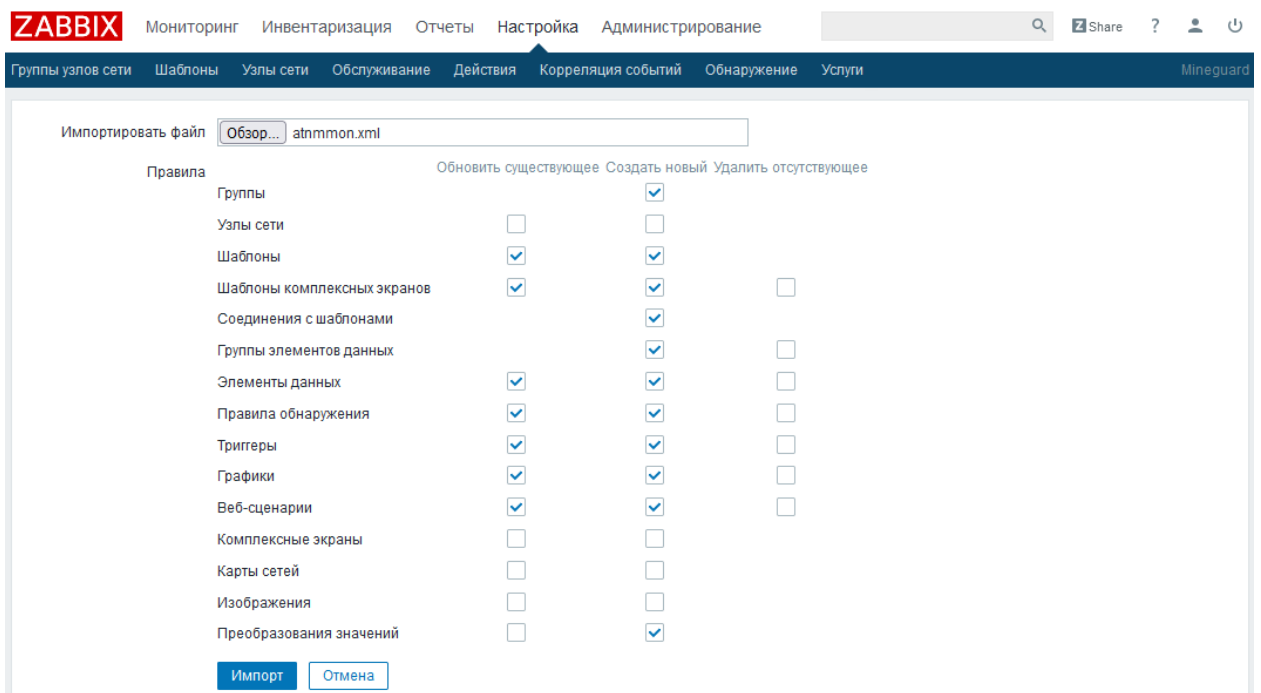 ZABBIX Мониторинг Инвентаризация Отчеты Настройка Администрирование Z Share ?
Группы узлов сети Шаблоны Узлы сети Обслуживание Действия Корреляция событий Обнаружение Услуги Mineguard
Импортировать файл Обзор... atnmmon.xml
Правила Обновить существующее Создать новый Удалить отсутствующее
Группы
Узлы сети
Шаблоны
Шаблоны комплексных экранов
Соединения с шаблонами
Группы элементов данных
Элементы данных
Правила обнаружения
Триггеры
Графики
Веб-сценарии
Комплексные экраны
Карты сетей
Изображения
Преобразования значений
Импорт Отмена